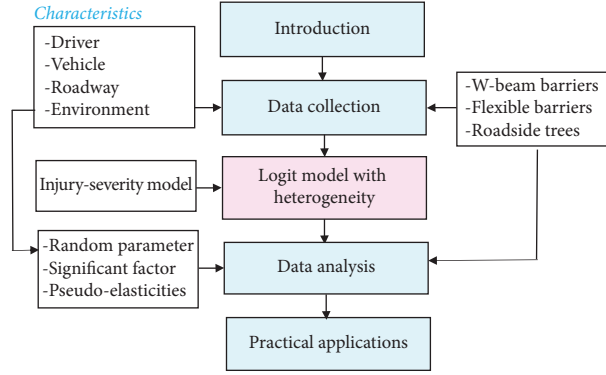 Characteristics
-Driver
-Vehicle
-Roadway
-Environment
Introduction
Data collection
-W-beam barriers
-Flexible barriers
-Roadside trees
Injury-severity model
Logit model with
heterogeneity
-Random parameter
-Significant factor
-Pseudo-elasticities
Data analysis
Practical applications